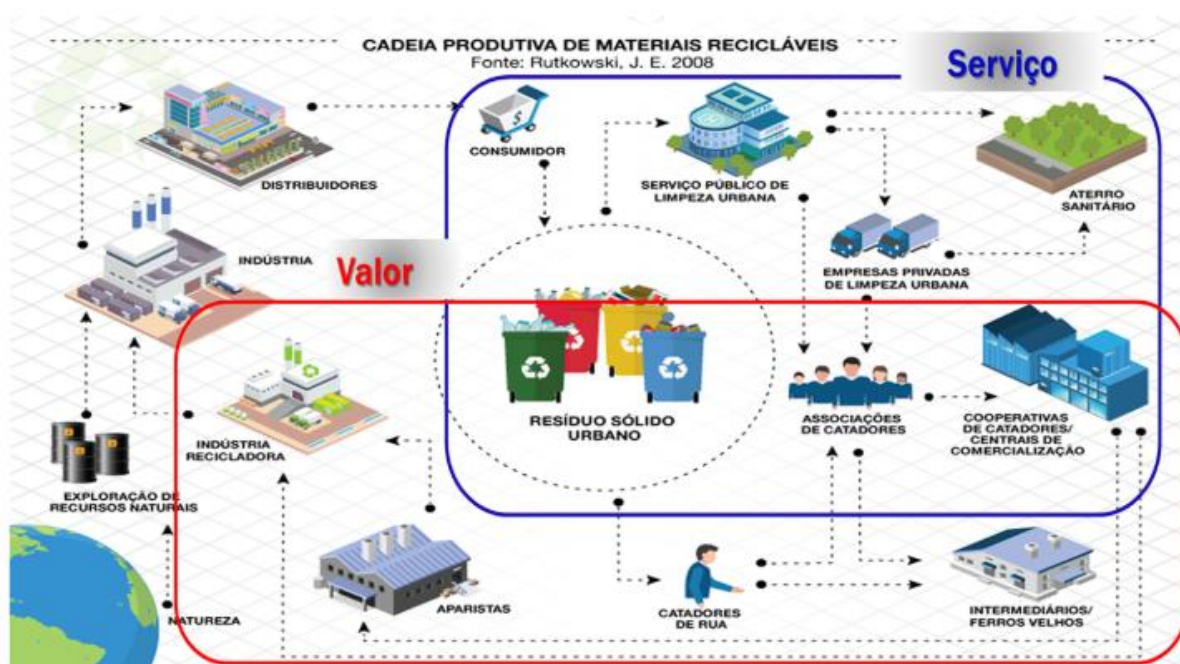 CADEIA PRODUTIVA DE MATERIAIS RECICLÁVEIS
Fonte: Rutkowski, J. E. 2008
Serviço
CONSUMIDOR
DISTRIBUIDORES
SERVIÇO PÚBLICO DE
LIMPEZA URBANA
ATERRO
SANITÁRIO
INDÚSTRIA
Valor
EMPRESAS PRIVADAS
DE LIMPEZA URBANA
RESÍDUO SÓLIDO
URBANO
ASSOCIAÇÕES
DE CATADORES
COOPERATIVAS
DE CATADORES/
CENTRAIS DE
COMERCIALIZAÇÃO
INDÚSTRIA
RECICLADORA
EXPLORAÇÃO DE
RECURSOS NATURAIS
NATUREZA
APARISTAS
CATADORES
DE RUA
INTERMEDIÁRIOS/
FERROS VELHOS